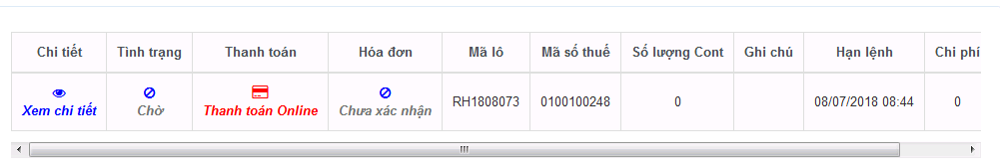 Chi tiết Tình trạng Thanh toán Hóa đơn Mã lô Mã số thuế Số lượng Cont Ghi chú Hạn lệnh Chi phí
Xem chi tiết Chờ Thanh toán Online Chưa xác nhận RH1808073 0100100248 0 08/07/2018 08:44 0